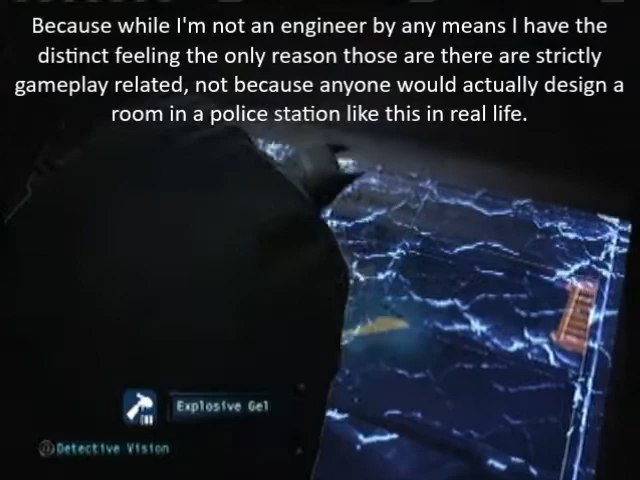 Because while I'm not an engineer by any means I have the
distinct feeling the only reason those are there are strictly
gameplay related, not because anyone would actually design a
room in a police station like this in real life.
Explosive Gel
Detective Vision